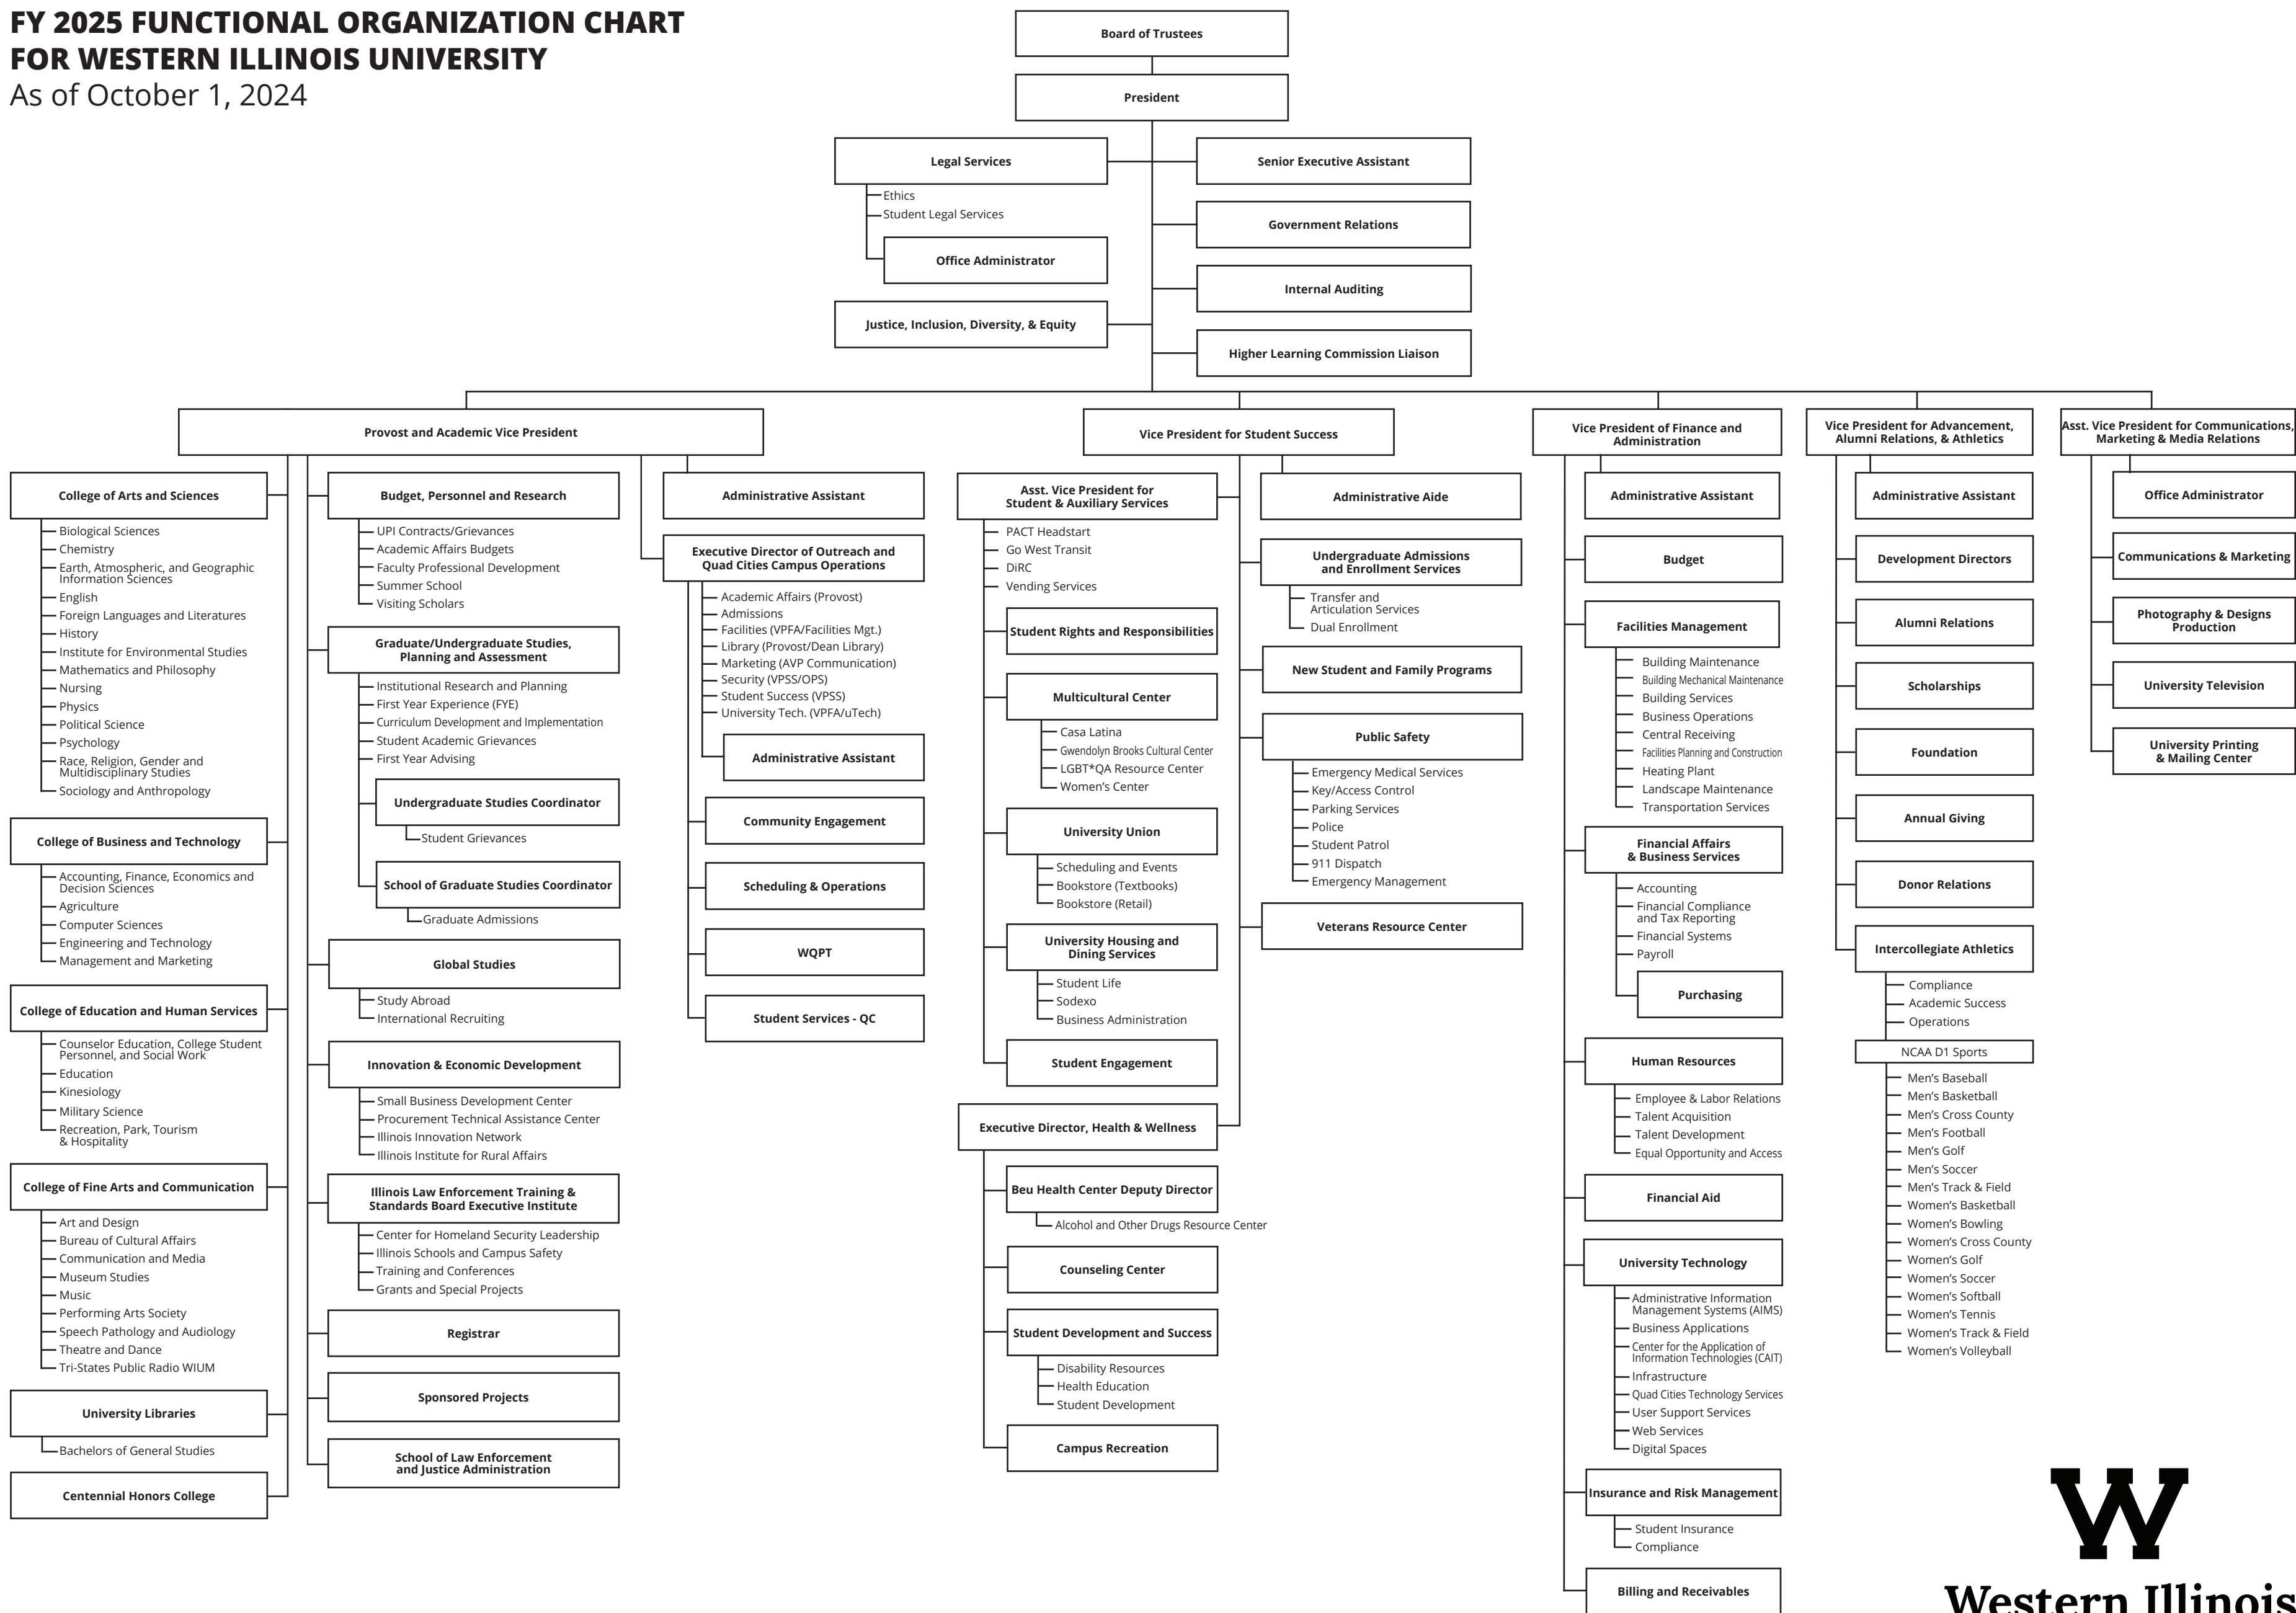 FY 2025 FUNCTIONAL ORGANIZATION CHART
FOR WESTERN ILLINOIS UNIVERSITY
As of October 1, 2024
Board of Trustees
President
Legal Services
Ethics
Student Legal Services
Office Administrator
Justice, Inclusion, Diversity, & Equity
Senior Executive Assistant
Government Relations
Internal Auditing
Higher Learning Commission Liaison
Provost and Academic Vice President
College of Arts and Sciences
Biological Sciences
Chemistry
Earth, Atmospheric, and Geographic
Information Sciences
English
Foreign Languages and Literatures
History
Institute for Environmental Studies
Mathematics and Philosophy
Nursing
Physics
Political Science
Psychology
Race, Religion, Gender and
Multidisciplinary Studies
Sociology and Anthropology
College of Business and Technology
Accounting, Finance, Economics and
Decision Sciences
Agriculture
Computer Sciences
Engineering and Technology
Management and Marketing
College of Education and Human Services
Counselor Education, College Student
Personnel, and Social Work
Education
Kinesiology
Military Science
Recreation, Park, Tourism
& Hospitality
College of Fine Arts and Communication
Art and Design
Bureau of Cultural Affairs
Communication and Media
Museum Studies
Music
Performing Arts Society
Speech Pathology and Audiology
Theatre and Dance
Tri-States Public Radio WIUM
University Libraries
Bachelors of General Studies
Centennial Honors College
Budget, Personnel and Research
UPI Contracts/Grievances
Academic Affairs Budgets
Faculty Professional Development
Summer School
Visiting Scholars
Graduate/Undergraduate Studies,
Planning and Assessment
Institutional Research and Planning
First Year Experience (FYE)
Curriculum Development and Implementation
Student Academic Grievances
First Year Advising
Undergraduate Studies Coordinator
Student Grievances
School of Graduate Studies Coordinator
Graduate Admissions
Global Studies
Study Abroad
International Recruiting
Innovation & Economic Development
Small Business Development Center
Procurement Technical Assistance Center
Illinois Innovation Network
Illinois Institute for Rural Affairs
Illinois Law Enforcement Training &
Standards Board Executive Institute
Center for Homeland Security Leadership
Illinois Schools and Campus Safety
Training and Conferences
Grants and Special Projects
Registrar
Sponsored Projects
School of Law Enforcement
and Justice Administration
Administrative Assistant
Executive Director of Outreach and
Quad Cities Campus Operations
Academic Affairs (Provost)
Admissions
Facilities (VPFA/Facilities Mgt.)
Library (Provost/Dean Library)
Marketing (AVP Communication)
Security (VPSS/OPS)
Student Success (VPSS)
University Tech. (VPFA/uTech)
Administrative Assistant
Community Engagement
Scheduling & Operations
WQPT
Student Services - QC
Vice President for Student Success
Asst. Vice President for
Student & Auxiliary Services
PACT Headstart
Go West Transit
DiRC
Vending Services
Student Rights and Responsibilities
Multicultural Center
Casa Latina
Gwendolyn Brooks Cultural Center
LGBT*QA Resource Center
Women's Center
University Union
Scheduling and Events
Bookstore (Textbooks)
Bookstore (Retail)
University Housing and
Dining Services
Student Life
Sodexo
Business Administration
Student Engagement
Executive Director, Health & Wellness
Beu Health Center Deputy Director
Alcohol and Other Drugs Resource Center
Counseling Center
Student Development and Success
Disability Resources
Health Education
Student Development
Campus Recreation
Administrative Aide
Undergraduate Admissions
and Enrollment Services
Transfer and
Articulation Services
Dual Enrollment
New Student and Family Programs
Public Safety
Emergency Medical Services
Key/Access Control
Parking Services
Police
Student Patrol
911 Dispatch
Emergency Management
Veterans Resource Center
Vice President of Finance and
Administration
Administrative Assistant
Budget
Facilities Management
Building Maintenance
Building Mechanical Maintenance
Building Services
Business Operations
Central Receiving
Facilities Planning and Construction
Heating Plant
Landscape Maintenance
Transportation Services
Financial Affairs
& Business Services
Accounting
Financial Compliance
and Tax Reporting
Financial Systems
Payroll
Purchasing
Human Resources
Employee & Labor Relations
Talent Acquisition
Talent Development
Equal Opportunity and Access
Financial Aid
University Technology
Administrative Information
Management Systems (AIMS)
Business Applications
Center for the Application of
Information Technologies (CAIT)
Infrastructure
Quad Cities Technology Services
User Support Services
Web Services
Digital Spaces
Insurance and Risk Management
Student Insurance
Compliance
Billing and Receivables
Vice President for Advancement,
Alumni Relations, & Athletics
Administrative Assistant
Development Directors
Alumni Relations
Scholarships
Foundation
Annual Giving
Donor Relations
Intercollegiate Athletics
Compliance
Academic Success
Operations
NCAA D1 Sports
Men's Baseball
Men's Basketball
Men's Cross County
Men's Football
Men's Golf
Men's Soccer
Men's Track & Field
Women's Basketball
Women's Bowling
Women's Cross County
Women's Golf
Women's Soccer
Women's Softball
Women's Tennis
Women's Track & Field
Women's Volleyball
Asst. Vice President for Communications,
Marketing & Media Relations
Office Administrator
Communications & Marketing
Photography & Designs
Production
University Television
University Printing
& Mailing Center
W
Western Illinois